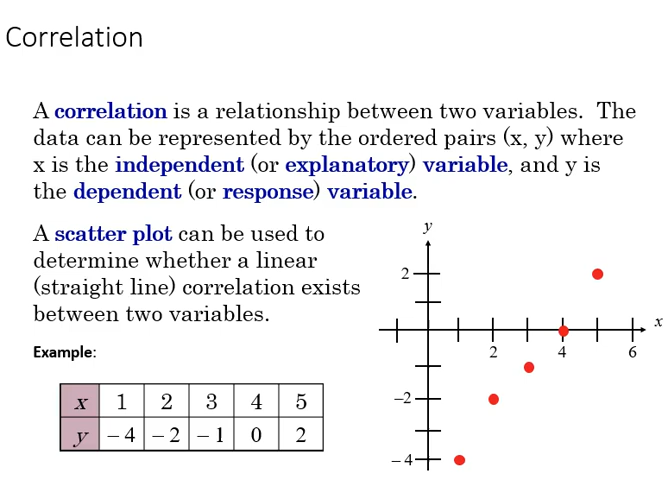 Correlation
A correlation is a relationship between two variables. The
data can be represented by the ordered pairs (x, y) where
x is the independent (or explanatory) variable, and y is
the dependent (or response) variable.
A scatter plot can be used to
determine whether a linear
(straight line) correlation exists
between two variables.
Example:
x 1 2 3 4 5
y – 4 – 2 – 1 0 2
y
2
x
2 4 6
–2
– 4